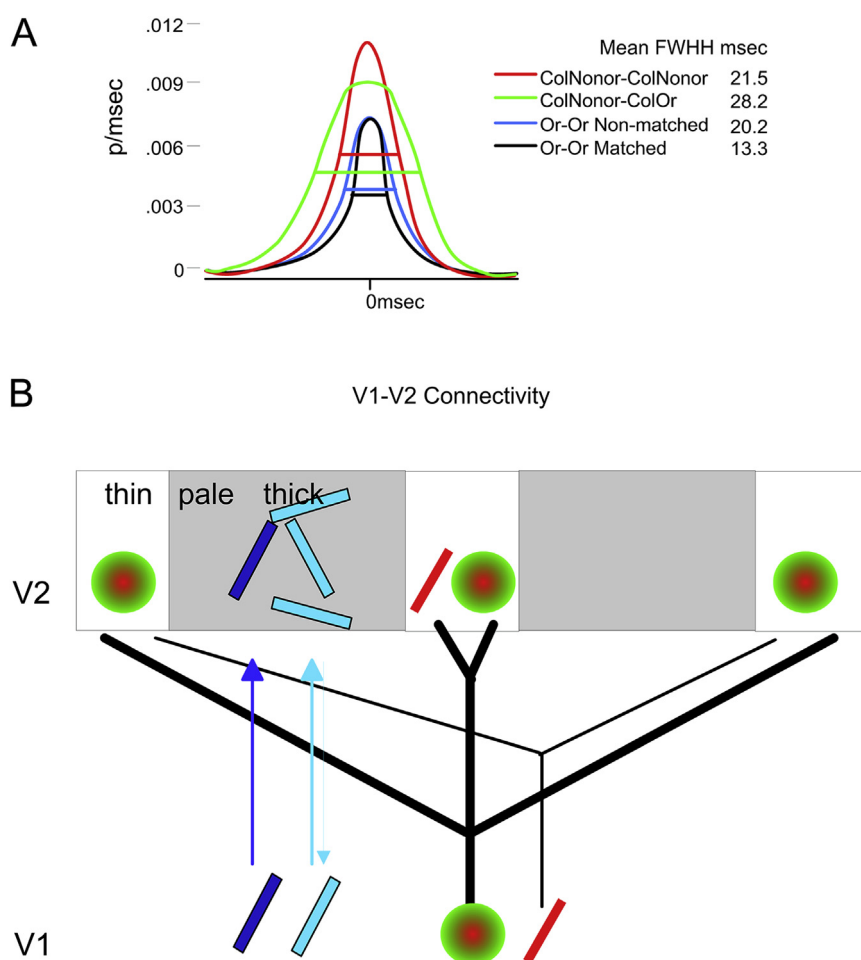 A
.012
.009
.006
.003
0
p/msec
0msec
Mean FWHH msec
ColNonor-ColNonor 21.5
ColNonor-ColOr 28.2
Or-Or Non-matched 20.2
Or-Or Matched 13.3
B
V1-V2 Connectivity
thin pale thick
V2
V1